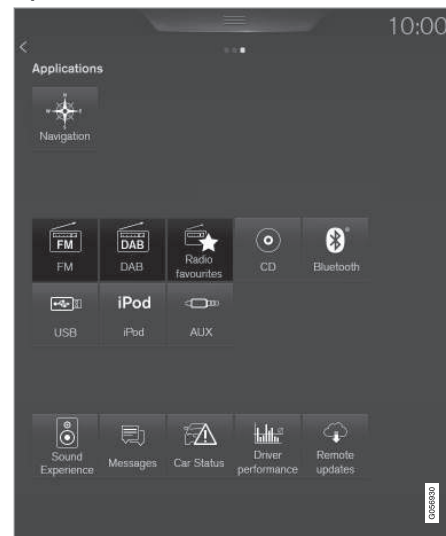 10:00
Applications
N
Navigation
FM
DAB
FM
DAB
Radio
favourites
CD
Bluetooth
iPod
USB
iPod
AUX
Sound
Experience
Messages
Car Status
Driver
performance
Remote
updates
G056930